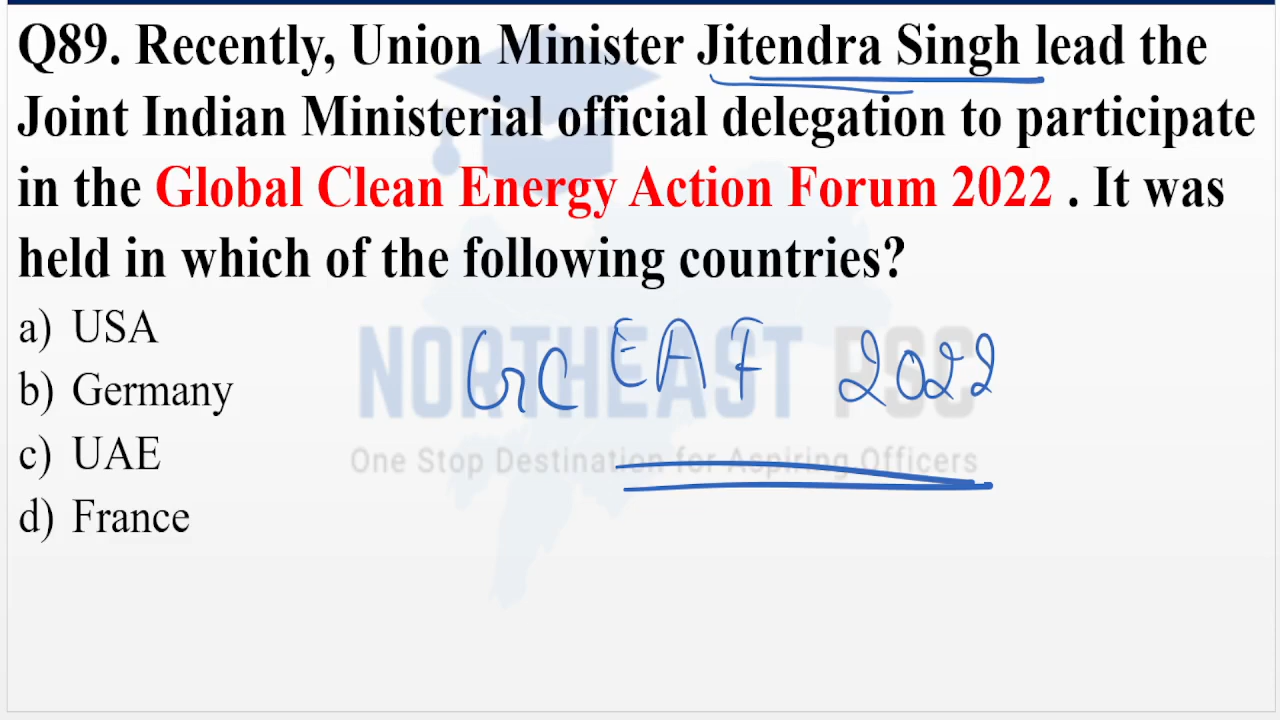 Q89. Recently, Union Minister Jitendra Singh lead the
Joint Indian Ministerial official delegation to participate
in the Global Clean Energy Action Forum 2022 . It was
held in which of the following countries?
a) USA
b) Germany
c) UAE
d) France
GCEAF 2022
NORTHEAST PSC
One Stop Destination for Aspiring Officers